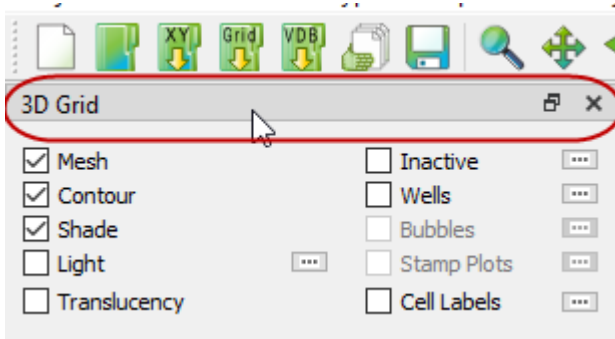 XY Grid VDB
3D Grid
Mesh Inactive
Contour Wells
Shade Bubbles
Light Stamp Plots
Translucency Cell Labels